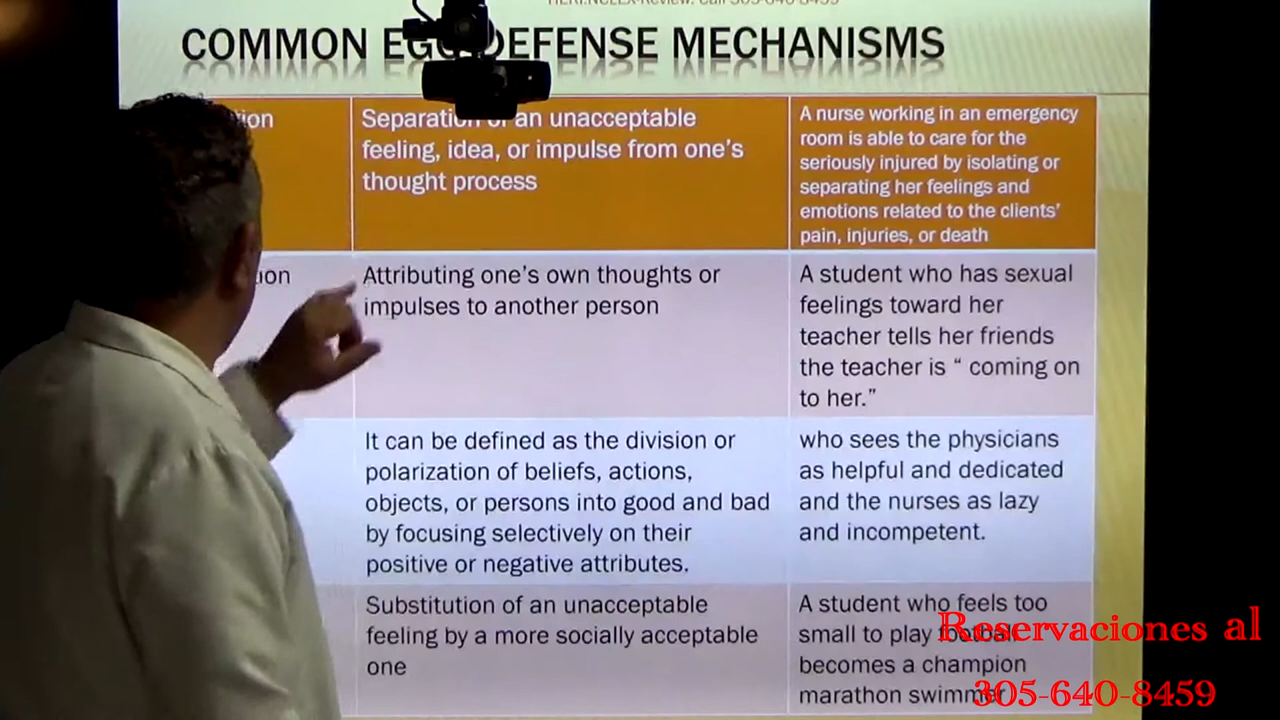 COMMON EGO DEFENSE MECHANISMS
Separation of an unacceptable
feeling, idea, or impulse from one's
thought process
A nurse working in an emergency
room is able to care for the
seriously injured by isolating or
separating her feelings and
emotions related to the clients'
pain, injuries, or death
Attributing one's own thoughts or
impulses to another person
A student who has sexual
feelings toward her
teacher tells her friends
the teacher is “ coming on
to her.”
It can be defined as the division or
polarization of beliefs, actions,
objects, or persons into good and bad
by focusing selectively on their
positive or negative attributes.
who sees the physicians
as helpful and dedicated
and the nurses as lazy
and incompetent.
Substitution of an unacceptable
feeling by a more socially acceptable
one
A student who feels too
small to play football
becomes a champion
marathon swimmer
Reservaciones al
305-640-8459